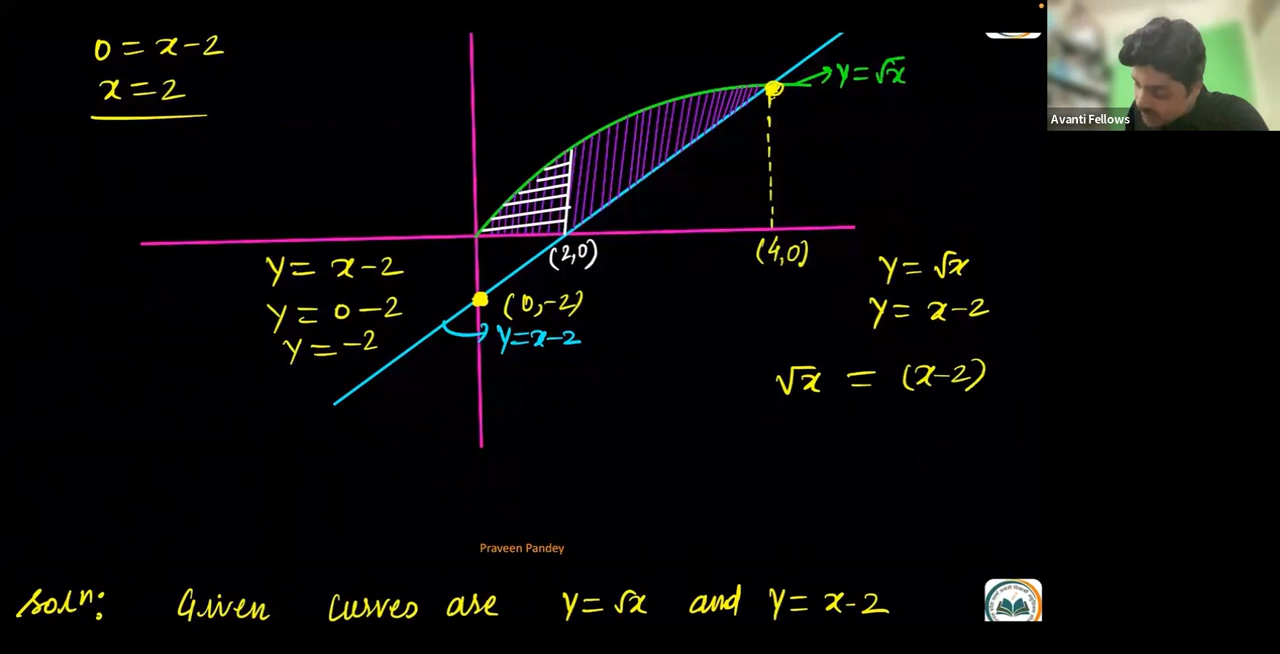 0 = x-2
x = 2
y = √x
Avanti Fellows
(2,0)
(4,0)
y = x-2
y = 0-2
y = -2
(0,-2)
y=x-2
y = √x
y = x-2
√x = (x-2)
Praveen Pandey
Soln: Given curves are y=√x and y = x-2